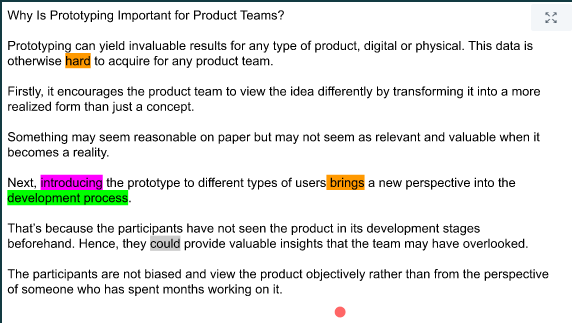 Why Is Prototyping Important for Product Teams?
Prototyping can yield invaluable results for any type of product, digital or physical. This data is
otherwise hard to acquire for any product team.
Firstly, it encourages the product team to view the idea differently by transforming it into a more
realized form than just a concept.
Something may seem reasonable on paper but may not seem as relevant and valuable when it
becomes a reality.
Next, introducing the prototype to different types of users brings a new perspective into the
development process.
That's because the participants have not seen the product in its development stages
beforehand. Hence, they could provide valuable insights that the team may have overlooked.
The participants are not biased and view the product objectively rather than from the perspective
of someone who has spent months working on it.